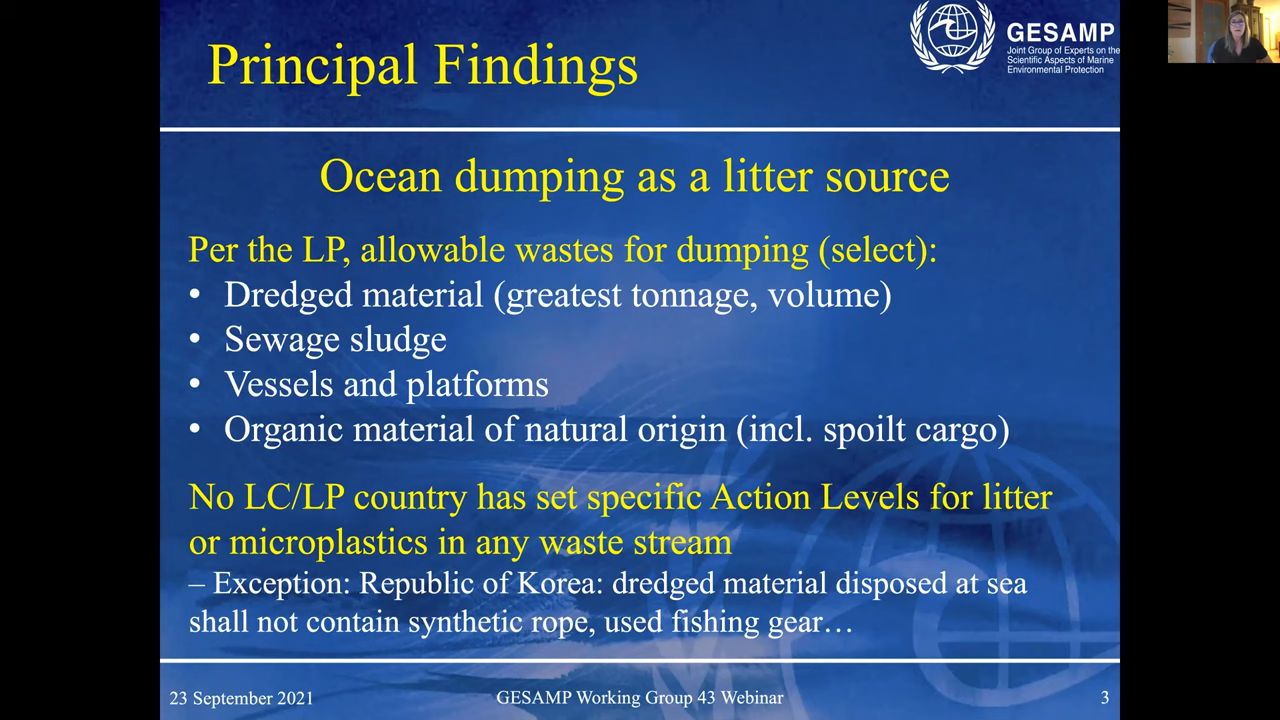 Principal Findings
GESAMP
Joint Group of Experts on the
Scientific Aspects of Marine
Environmental Protection
Ocean dumping as a litter source
Per the LP, allowable wastes for dumping (select):
• Dredged material (greatest tonnage, volume)
• Sewage sludge
• Vessels and platforms
• Organic material of natural origin (incl. spoilt cargo)
No LC/LP country has set specific Action Levels for litter
or microplastics in any waste stream
– Exception: Republic of Korea: dredged material disposed at sea
shall not contain synthetic rope, used fishing gear…
23 September 2021
GESAMP Working Group 43 Webinar
3